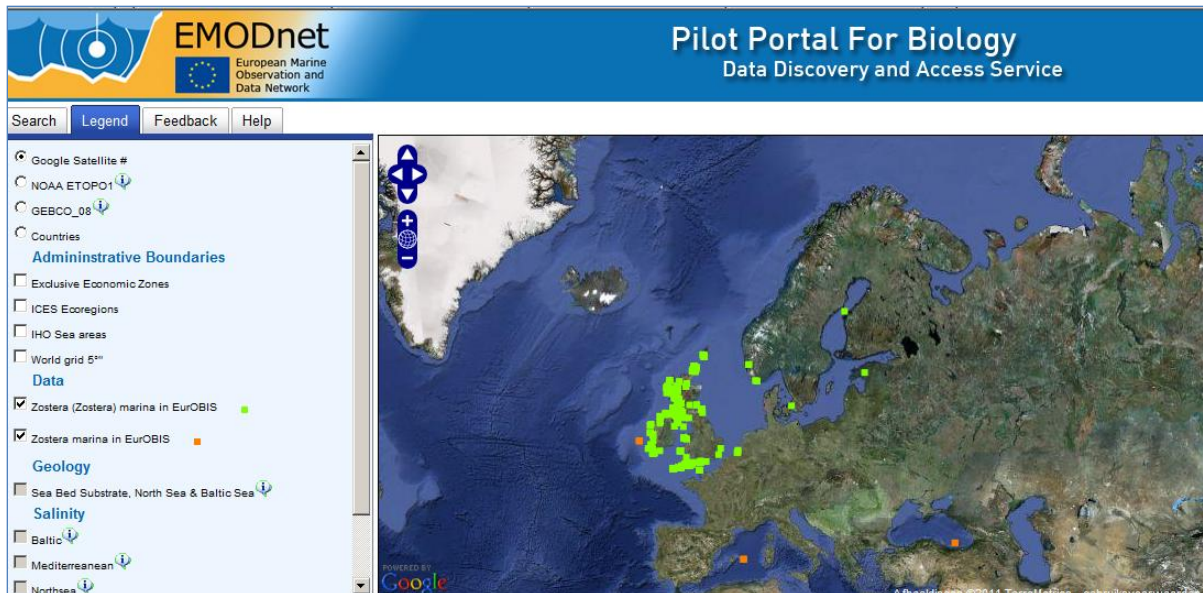 EMODnet
European Marine
Observation and
Data Network
Pilot Portal For Biology
Data Discovery and Access Service
Search Legend Feedback Help
Google Satellite #
NOAA ETOPO1
GEBCO_08
Countries
Admininstrative Boundaries
Exclusive Economic Zones
ICES Ecoregions
IHO Sea areas
World grid 5°
Data
Zostera (Zostera) marina in EurOBIS
Zostera marina in EurOBIS
Geology
Sea Bed Substrate, North Sea & Baltic Sea
Salinity
Baltic
Mediterranean
Northsea
POWERED BY
Google